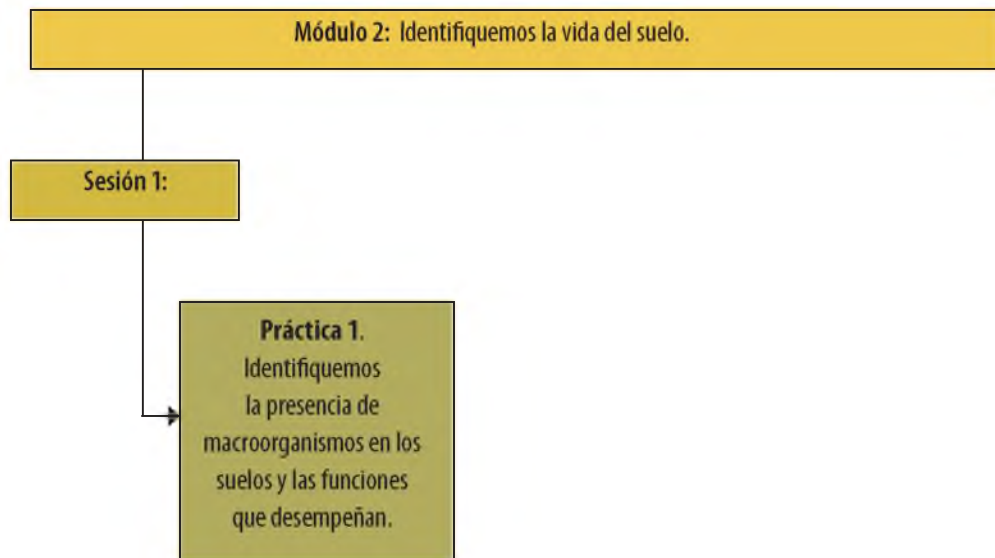 Módulo 2: Identifiquemos la vida del suelo.
Sesión 1:
Práctica 1.
Identifiquemos
la presencia de
macroorganismos en los
suelos y las funciones
que desempeñan.